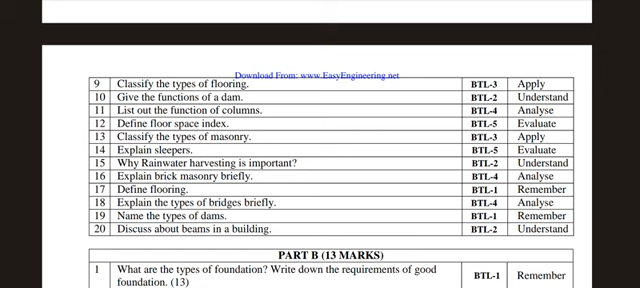 Download From: www.EasyEngineering.net
9 Classify the types of flooring. BTL-3 Apply
10 Give the functions of a dam. BTL-2 Understand
11 List out the function of columns. BTL-4 Analyse
12 Define floor space index. BTL-5 Evaluate
13 Classify the types of masonry. BTL-3 Apply
14 Explain sleepers. BTL-5 Evaluate
15 Why Rainwater harvesting is important? BTL-2 Understand
16 Explain brick masonry briefly. BTL-4 Analyse
17 Define flooring. BTL-1 Remember
18 Explain the types of bridges briefly. BTL-4 Analyse
19 Name the types of dams. BTL-1 Remember
20 Discuss about beams in a building. BTL-2 Understand
PART B (13 MARKS)
1 What are the types of foundation? Write down the requirements of good
foundation. (13) BTL-1 Remember